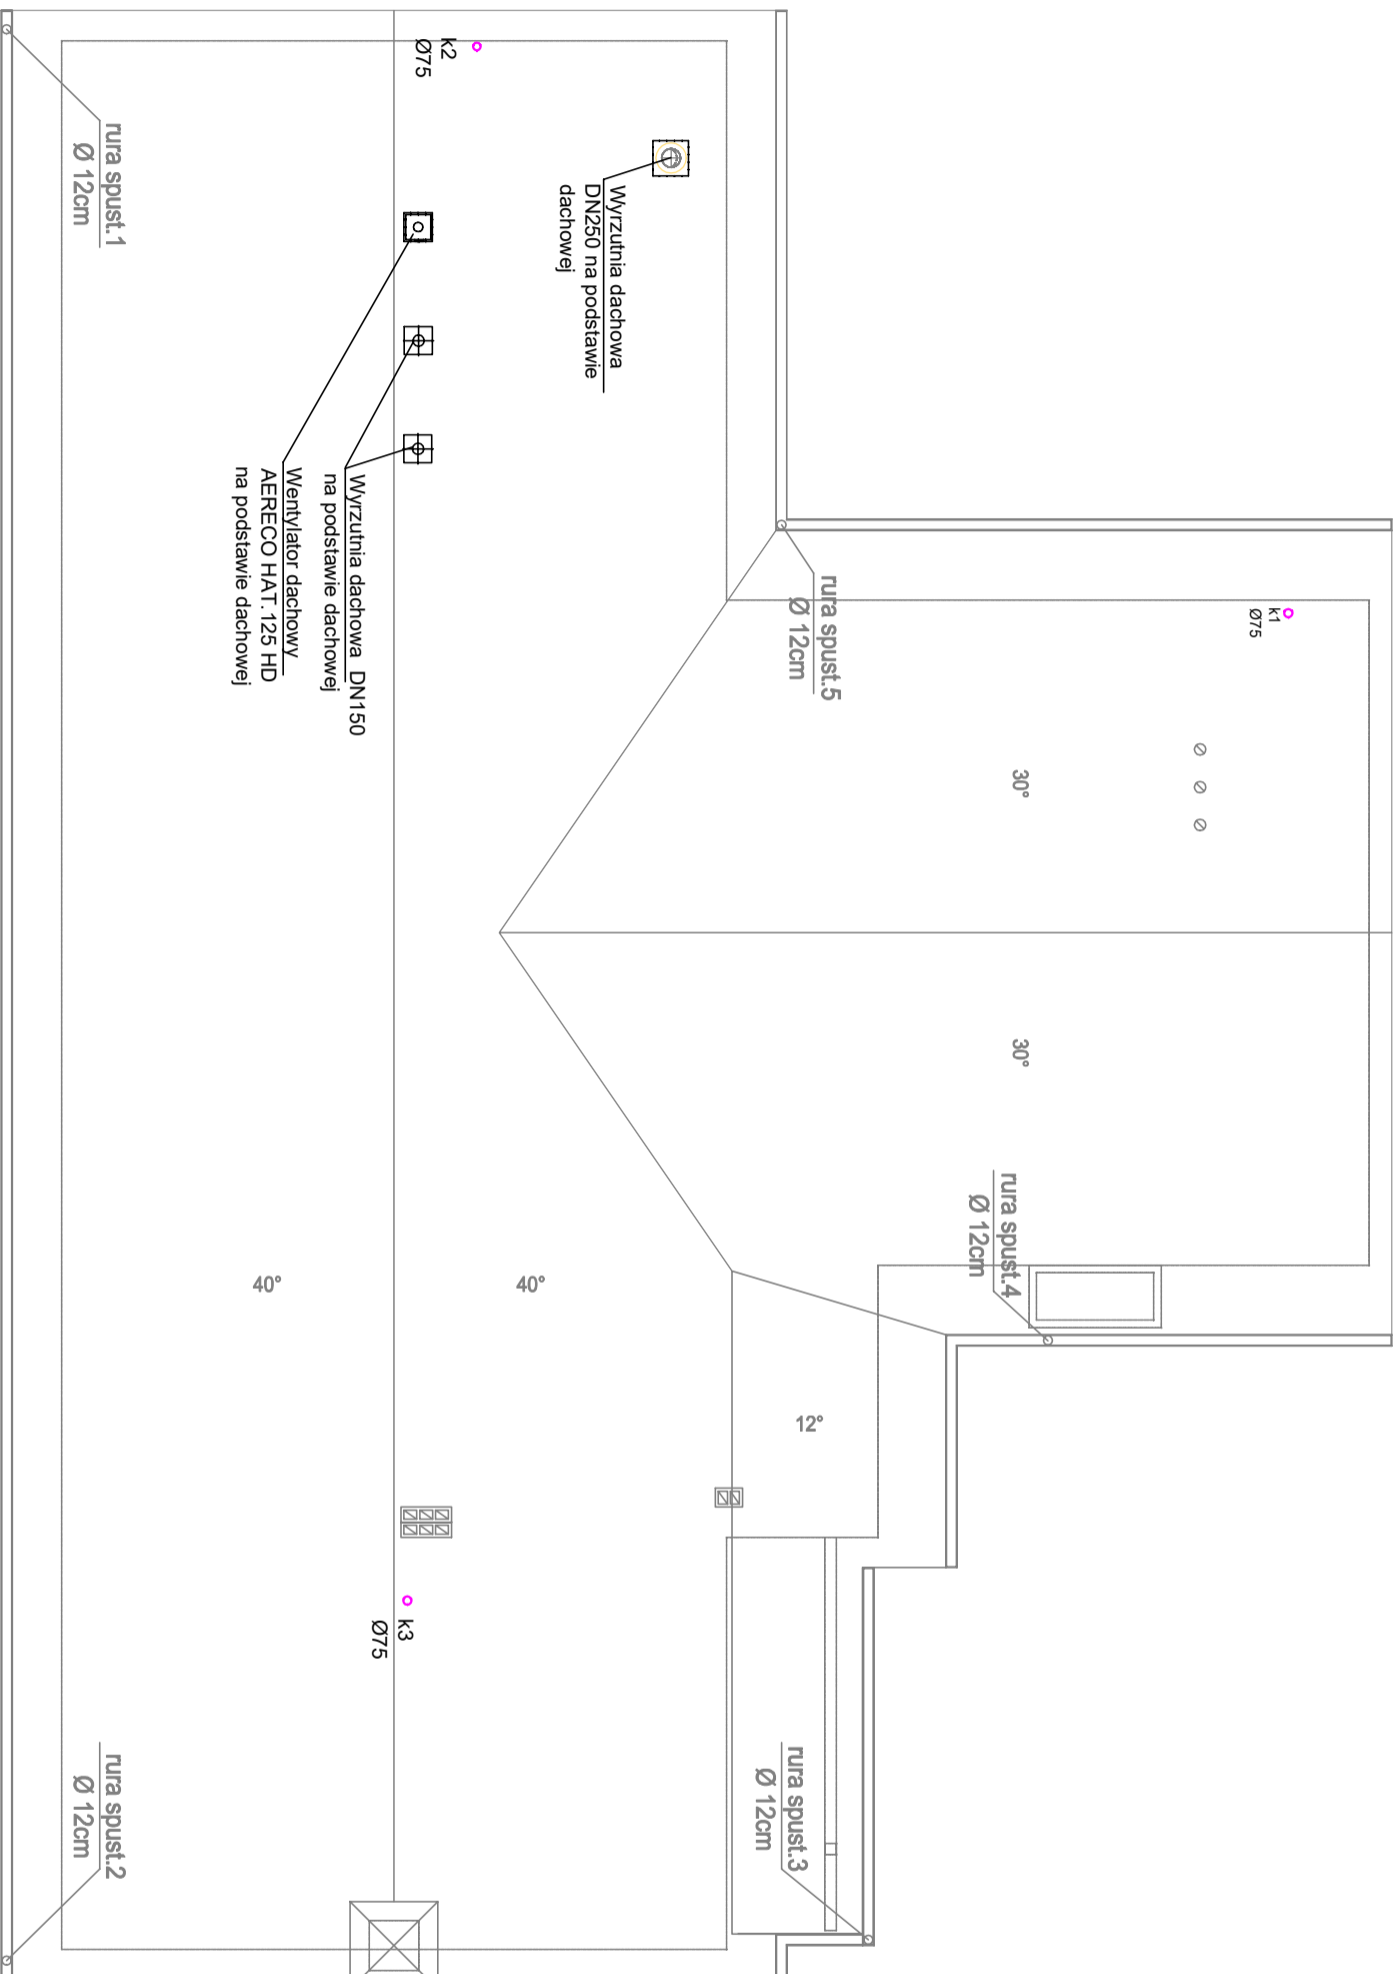 k2
Ø75
rura spust.1
Ø 12cm
Wyrzutnia dachowa
DN250 na podstawie
dachowej
Wyrzutnia dachowa DN150
na podstawie dachowej
Wentylator dachowy
AERECO HAT.125 HD
na podstawie dachowej
rura spust.5
Ø 12cm
k1
Ø75
30°
30°
rura spust.4
Ø 12cm
40°
40°
12°
k3
Ø75
rura spust.3
Ø 12cm
rura spust.2
Ø 12cm